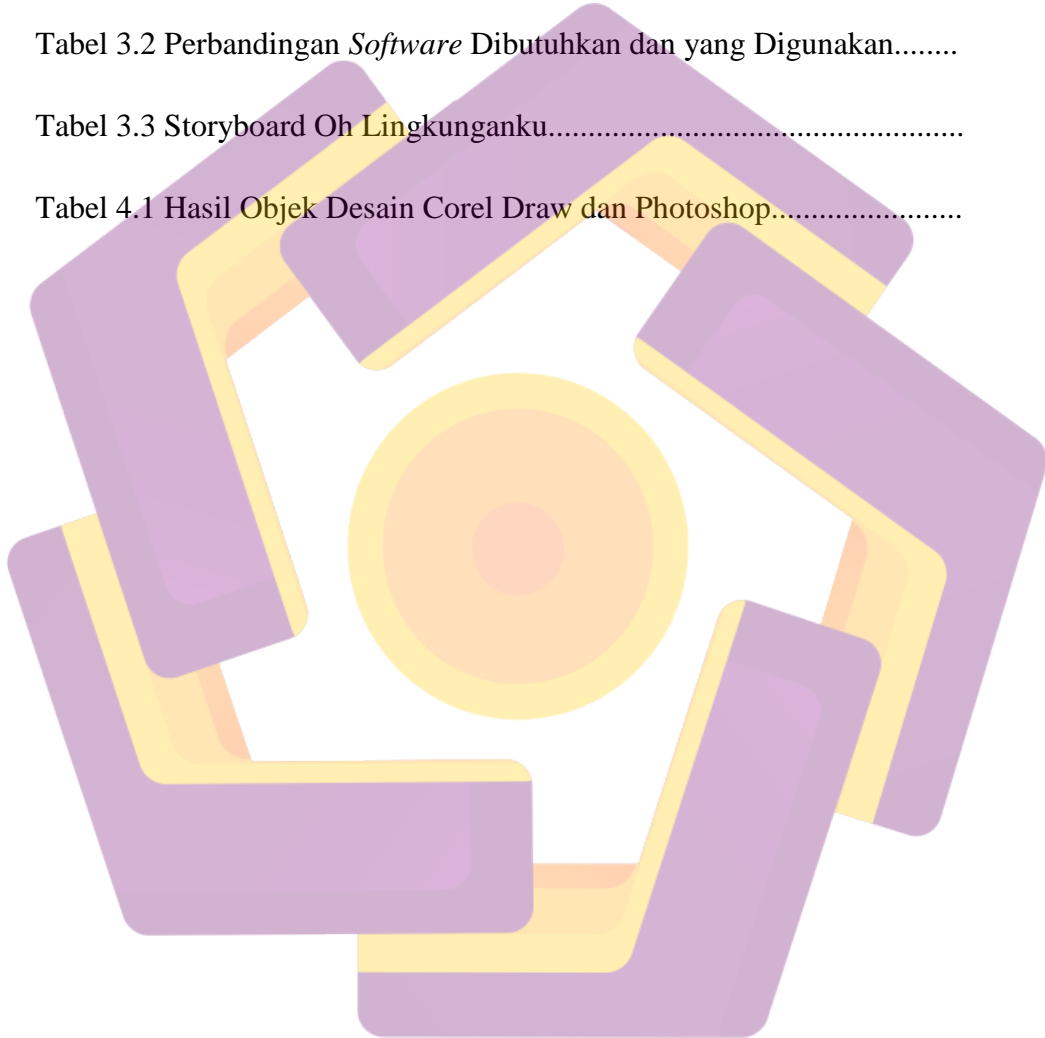 Tabel 3.2 Perbandingan Software Dibutuhkan dan yang Digunakan........
Tabel 3.3 Storyboard Oh Lingkunganku...................................................
Tabel 4.1 Hasil Objek Desain Corel Draw dan Photoshop.......................